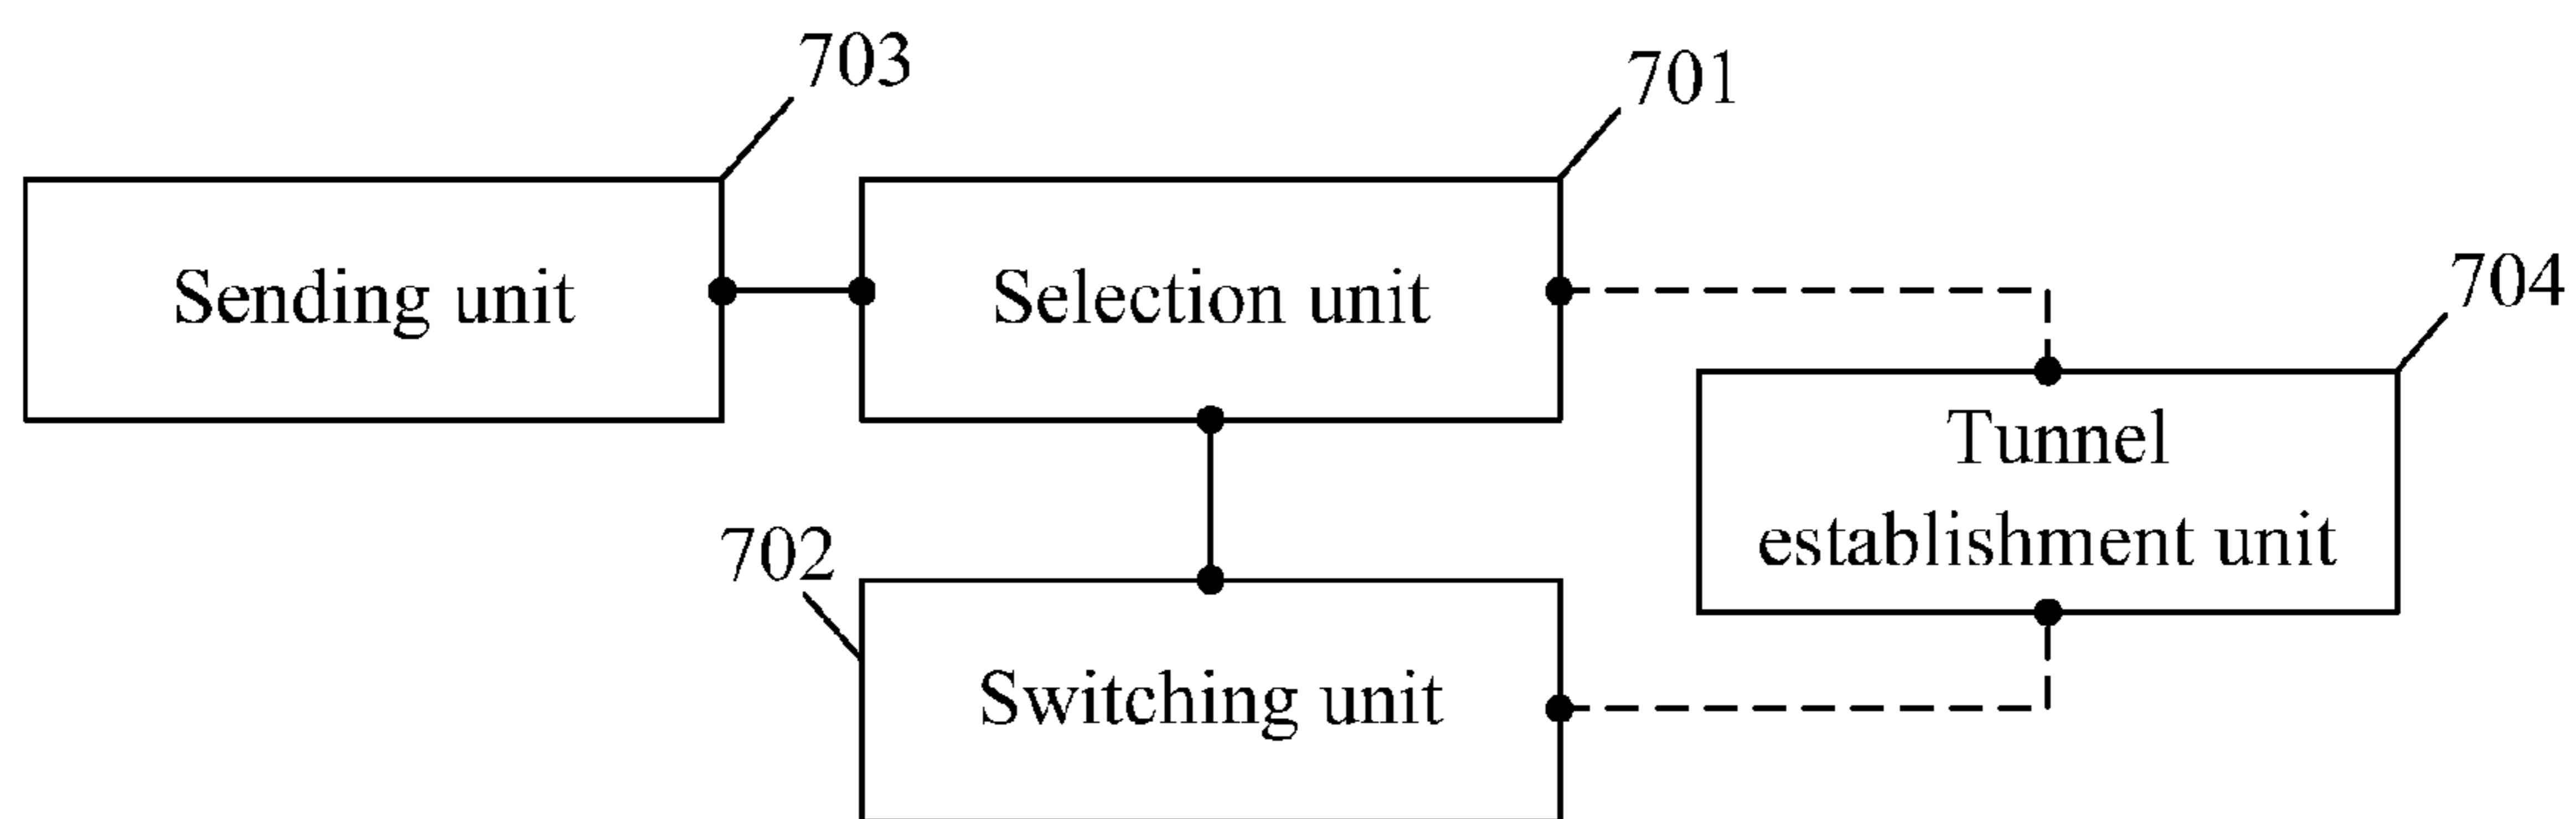 703
701
Sending unit
Selection unit
704
Tunnel
establishment unit
702
Switching unit